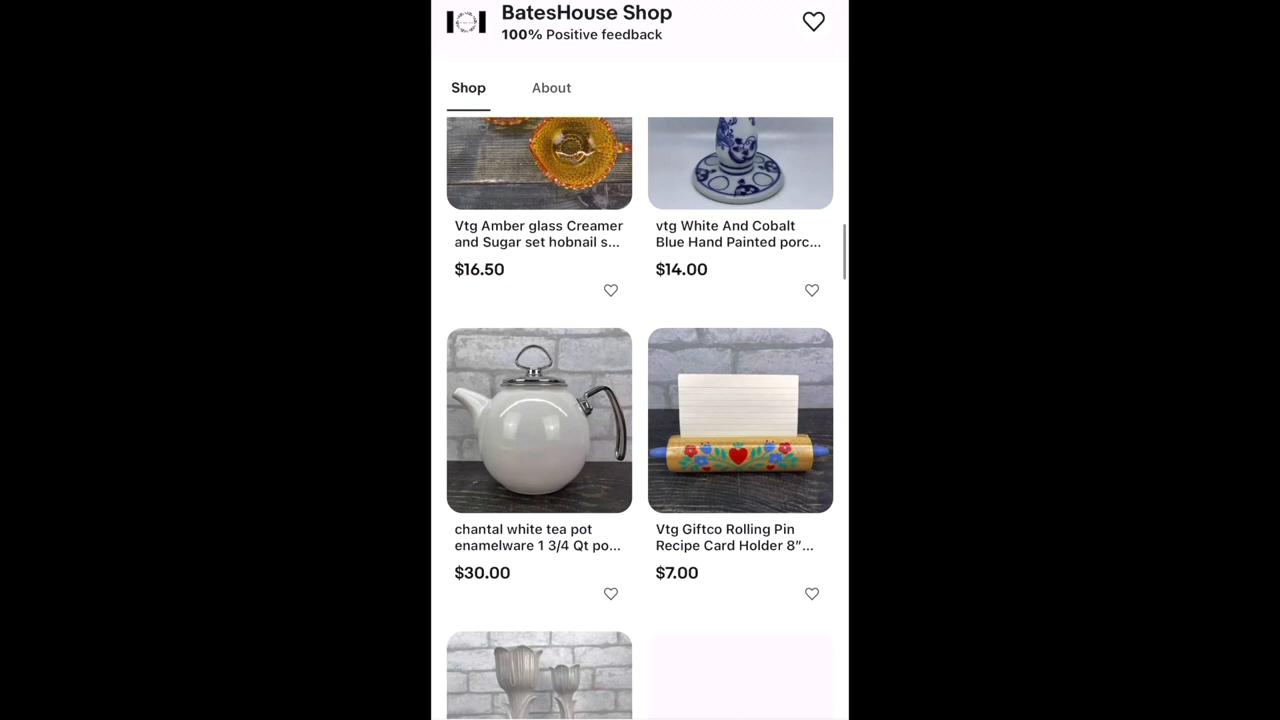 BatesHouse Shop
100% Positive feedback
Shop
About
Vtg Amber glass Creamer
and Sugar set hobnail s...
$16.50
vtg White And Cobalt
Blue Hand Painted porc...
$14.00
chantal white tea pot
enamelware 1 3/4 Qt po...
$30.00
Vtg Giftco Rolling Pin
Recipe Card Holder 8”...
$7.00